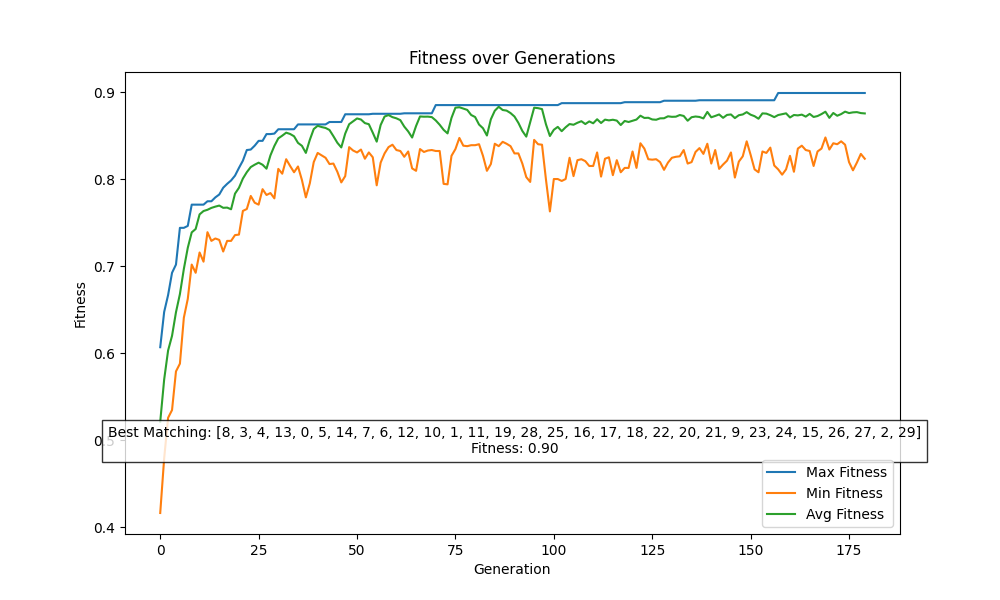 Fitness over Generations
Fitness
0.9
0.8
0.7
0.6
0.5
0.4
Best Matching: [8, 3, 4, 13, 0, 5, 14, 7, 6, 12, 10, 1, 11, 19, 28, 25, 16, 17, 18, 22, 20, 21, 9, 23, 24, 15, 26, 27, 2, 29]
Fitness: 0.90
Max Fitness
Min Fitness
Avg Fitness
0 25 50 75 100 125 150 175
Generation